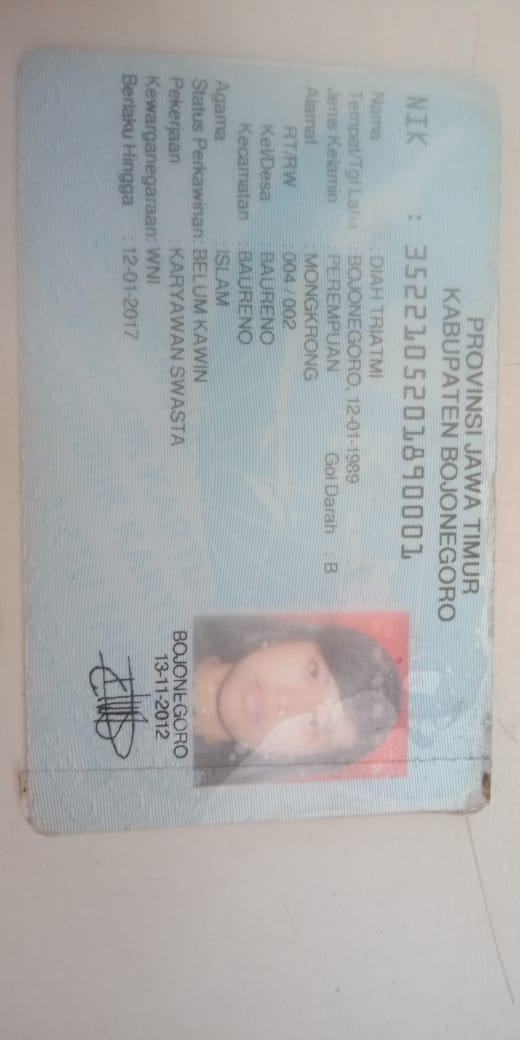 PROVINSI JAWA TIMUR
KABUPATEN BOJONEGORO
NIK : 3522105201890001
Nama : DIAH TRIATMI
Tempat/Tgl Lahir : BOJONEGORO, 12-01-1989
Jenis Kelamin : PEREMPUAN Gol Darah : B
Alamat : MONGKRONG
RT/RW : 004 / 002
Kel/Desa : BAURENO
Kecamatan : BAURENO
Agama : ISLAM
Status Perkawinan: BELUM KAWIN
Pekerjaan : KARYAWAN SWASTA
Kewarganegaraan: WNI
Berlaku Hingga : 12-01-2017
BOJONEGORO
13-11-2012